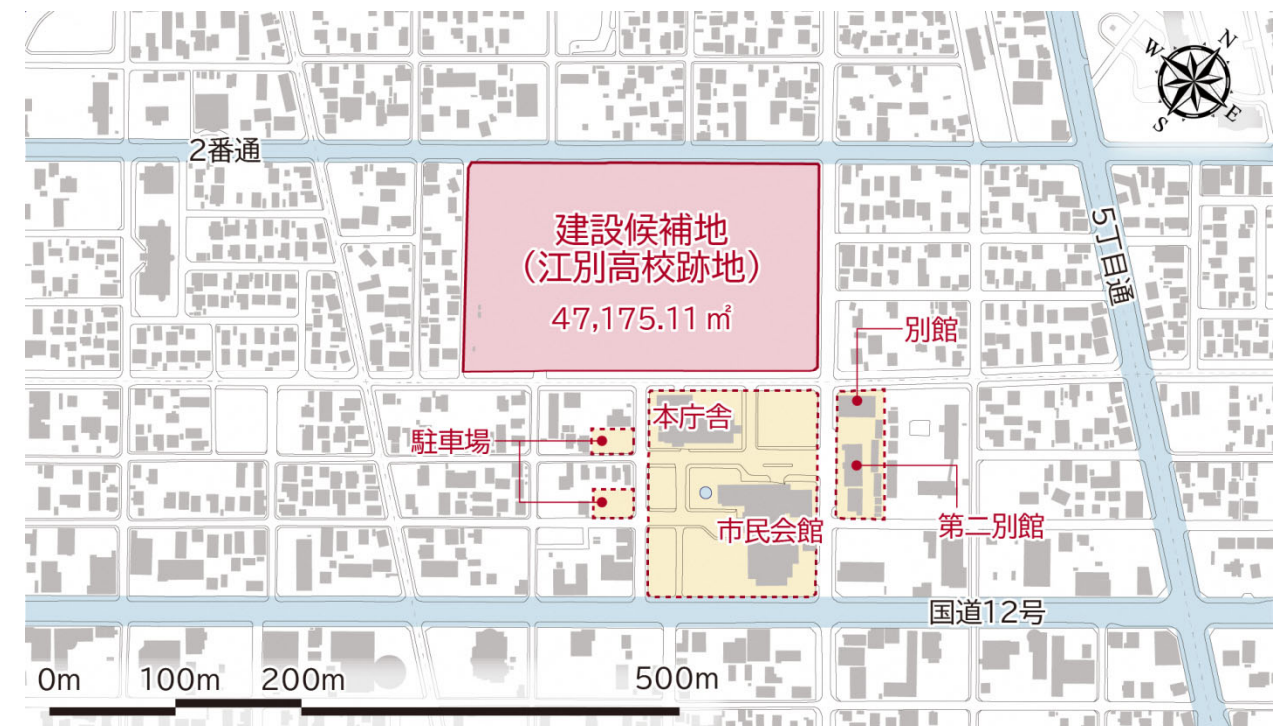 W
N
S
E
2番通
建設候補地
（江別高校跡地）
47,175.11㎡
5丁目通
別館
本庁舎
駐車場
市民会館
第二別館
国道12号
0m 100m 200m 500m